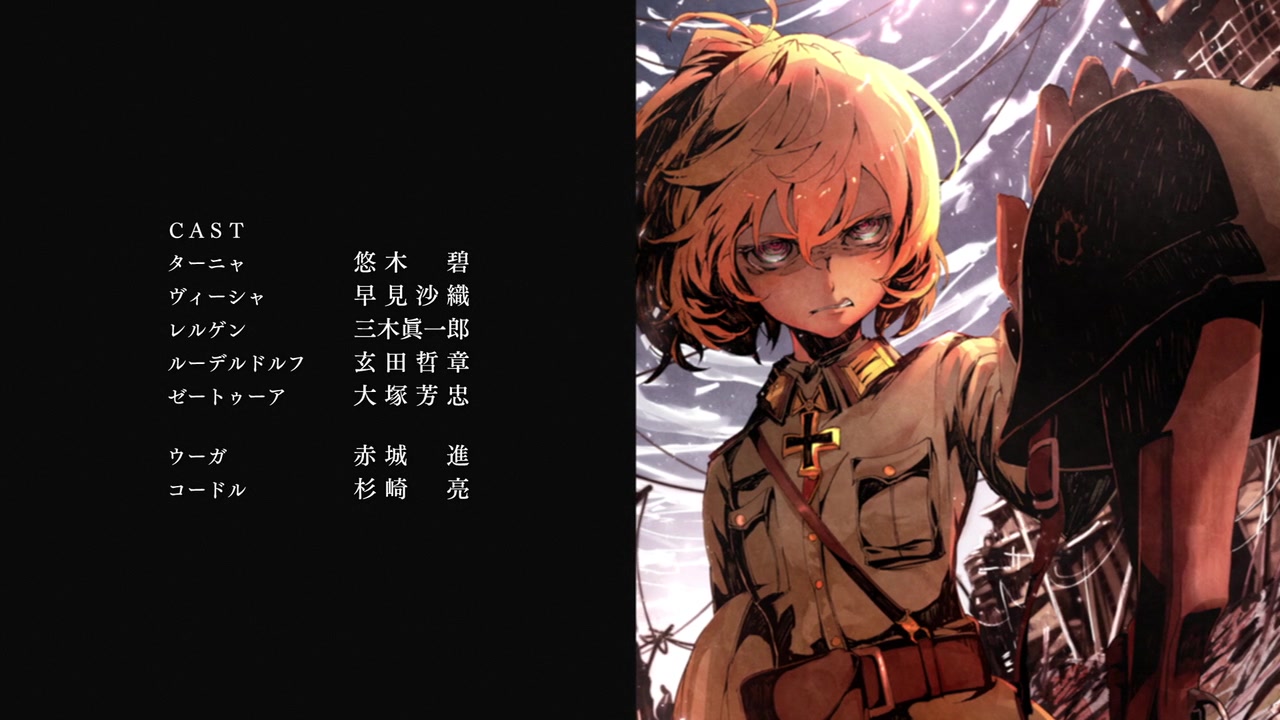 CAST
ターニャ 悠木 碧
ヴィーシャ 早見沙織
レルゲン 三木眞一郎
ルーデルドルフ 玄田哲章
ゼートゥーア 大塚芳忠
ウーガ 赤城 進
コードル 杉崎 亮